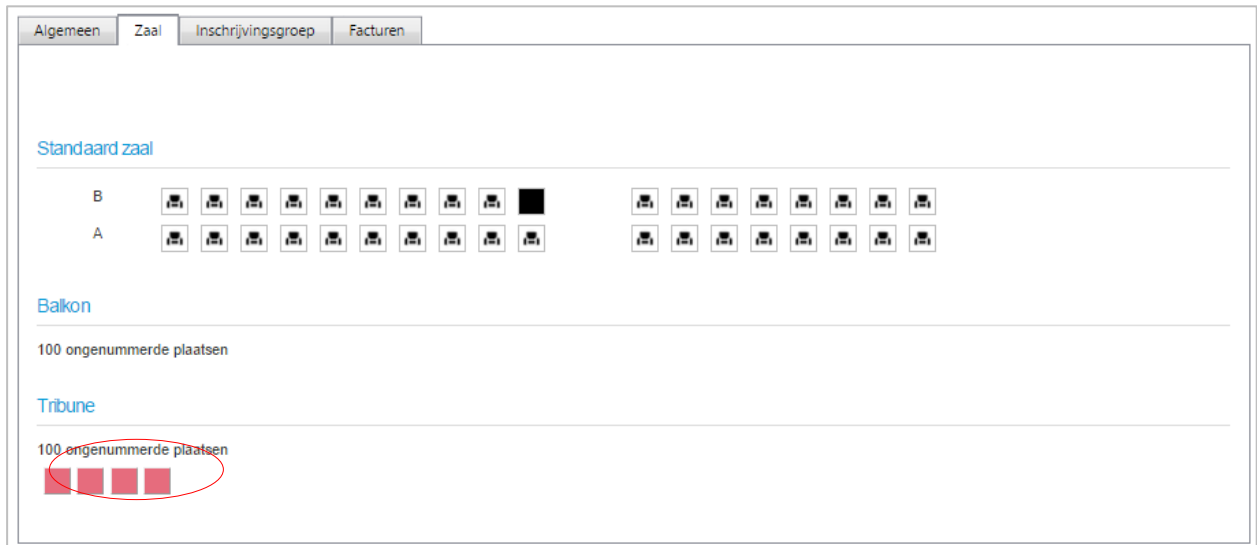 Algemeen Zaal Inschrijvingsgroep Facturen
Standaard zaal
B
A
Balkon
100 ongenummerde plaatsen
Tribune
100 ongenummerde plaatsen